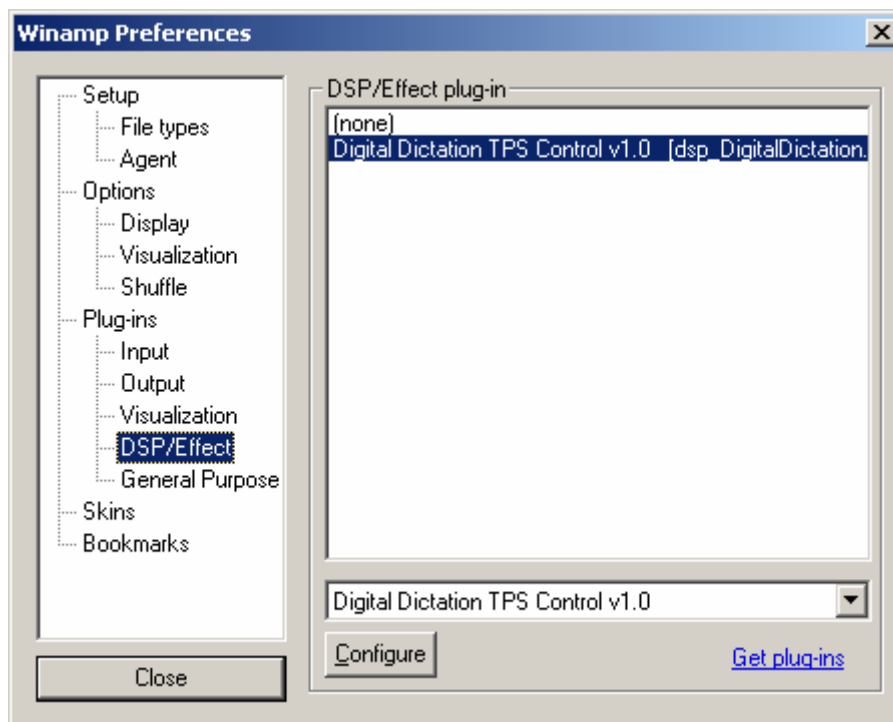 Winamp Preferences
Setup
File types
Agent
Options
Display
Visualization
Shuffle
Plug-ins
Input
Output
Visualization
DSP/Effect
General Purpose
Skins
Bookmarks
Close
DSP/Effect plug-in
(none)
Digital Dictation TPS Control v1.0 [dsp_DigitalDictation.
Digital Dictation TPS Control v1.0
Configure
Get plug-ins